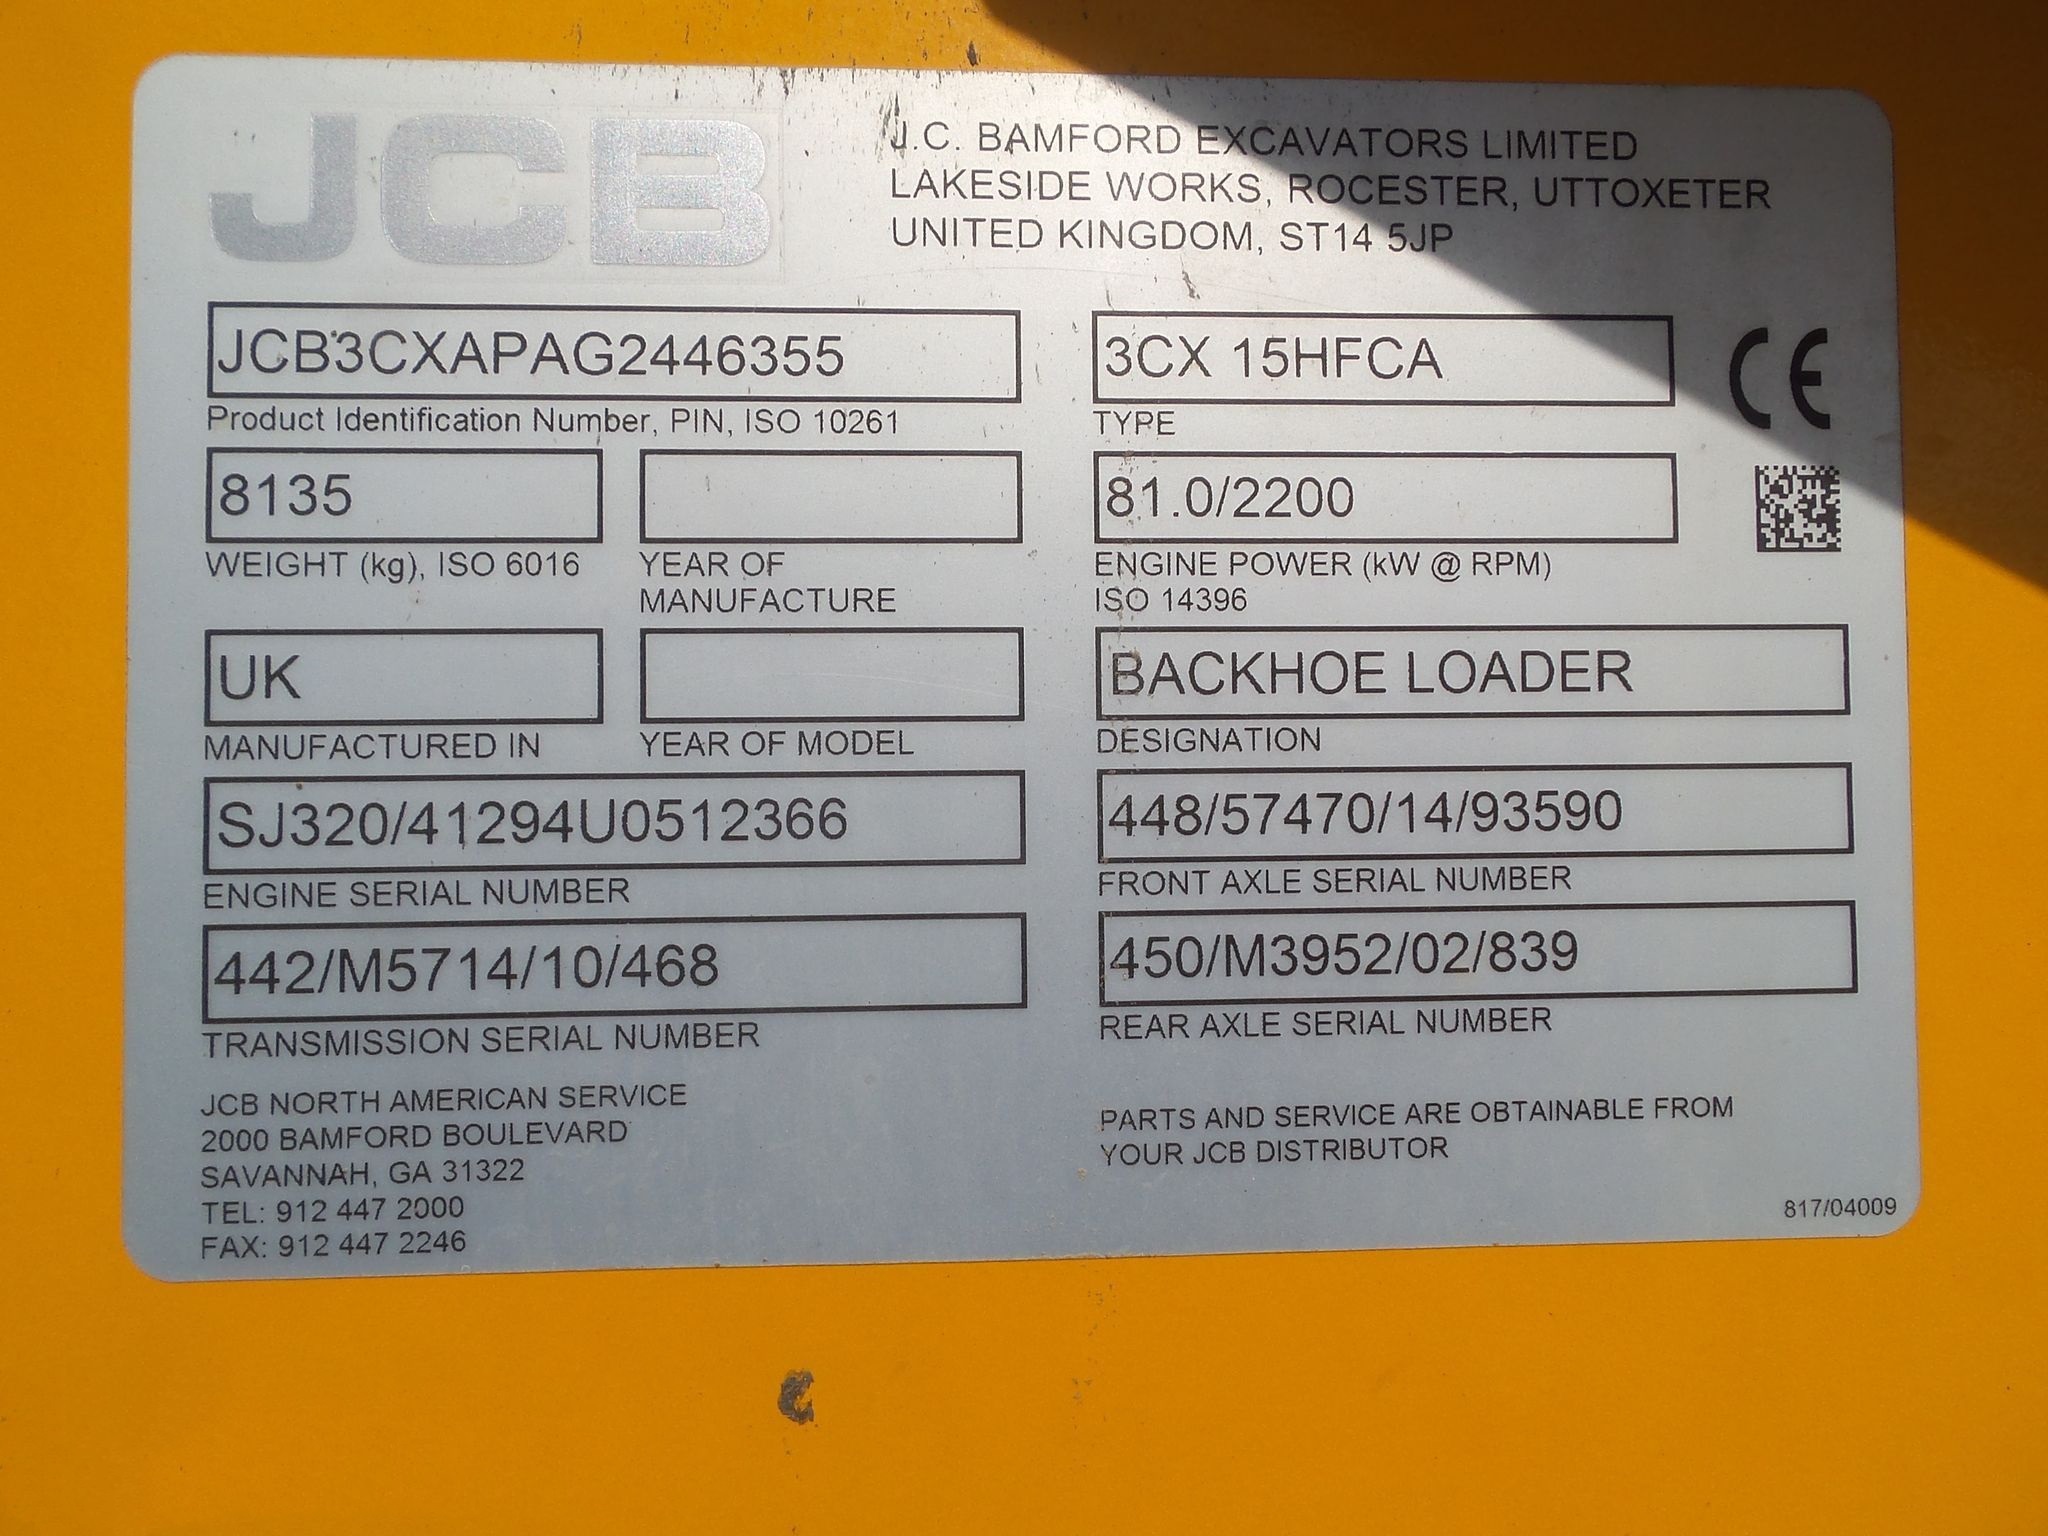 JCB
J.C. BAMFORD EXCAVATORS LIMITED
LAKESIDE WORKS, ROCESTER, UTTOXETER
UNITED KINGDOM, ST14 5JP
JCB3CXAPAG2446355
Product Identification Number, PIN, ISO 10261
3CX 15HFCA
TYPE
CE
8135
WEIGHT (kg), ISO 6016
YEAR OF
MANUFACTURE
81.0/2200
ENGINE POWER (kW @ RPM)
ISO 14396
UK
MANUFACTURED IN
YEAR OF MODEL
BACKHOE LOADER
DESIGNATION
SJ320/41294U0512366
ENGINE SERIAL NUMBER
448/57470/14/93590
FRONT AXLE SERIAL NUMBER
442/M5714/10/468
TRANSMISSION SERIAL NUMBER
450/M3952/02/839
REAR AXLE SERIAL NUMBER
JCB NORTH AMERICAN SERVICE
2000 BAMFORD BOULEVARD
SAVANNAH, GA 31322
TEL: 912 447 2000
FAX: 912 447 2246
PARTS AND SERVICE ARE OBTAINABLE FROM
YOUR JCB DISTRIBUTOR
817/04009